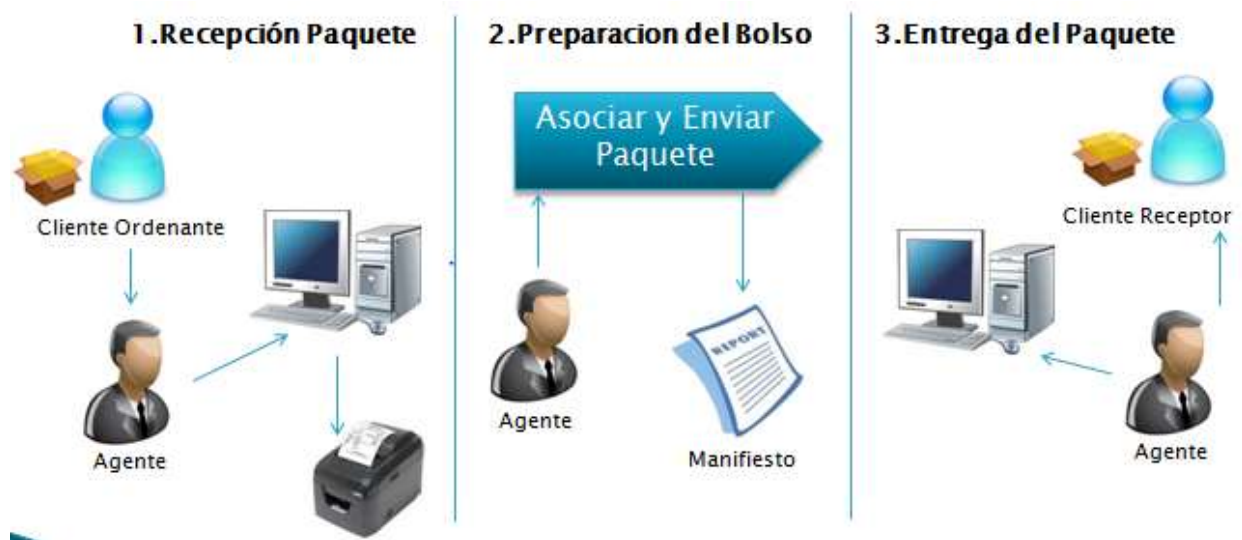 1.Recepción Paquete
Cliente Ordenante
Agente
2.Preparacion del Bolso
Asociar y Enviar
Paquete
Agente
REPORT
Manifiesto
3.Entrega del Paquete
Cliente Receptor
Agente